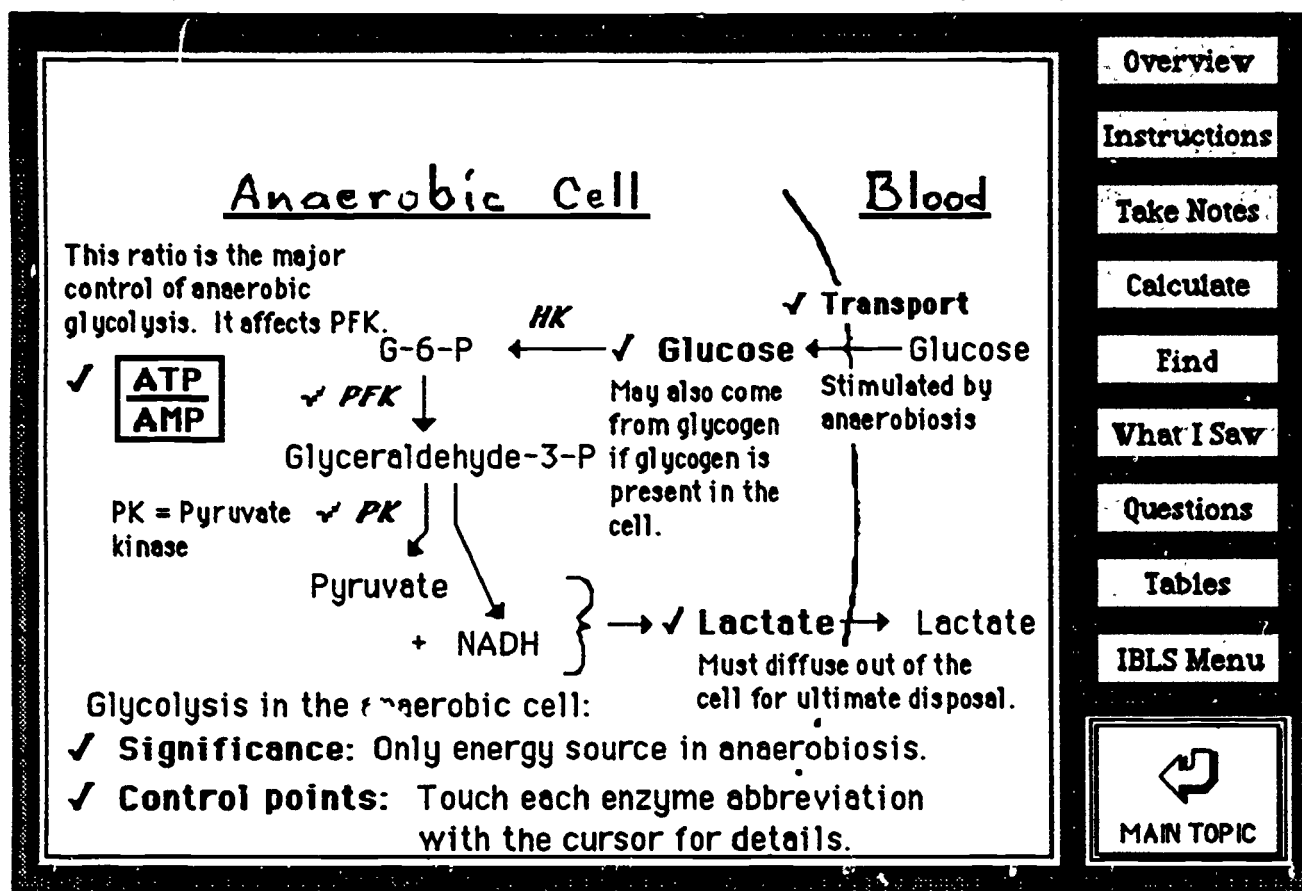 Anaerobic Cell
Blood
This ratio is the major
control of anaerobic
glycolysis. It affects PFK.
✓ ATP
AMP
HK
G-6-P
✓ Glucose
✓ Transport
Glucose
May also come
from glycogen
if glycogen is
present in the
cell.
Stimulated by
anaerobiosis
✓ PFK
Glyceraldehyde-3-P
PK = Pyruvate
kinase
✓ PK
Pyruvate
+ NADH
✓ Lactate
Lactate
Must diffuse out of the
cell for ultimate disposal.
Glycolysis in the anaerobic cell:
✓ Significance: Only energy source in anaerobiosis.
✓ Control points: Touch each enzyme abbreviation
with the cursor for details.
Overview
Instructions
Take Notes
Calculate
Find
What I Saw
Questions
Tables
IBLS Menu
MAIN TOPIC